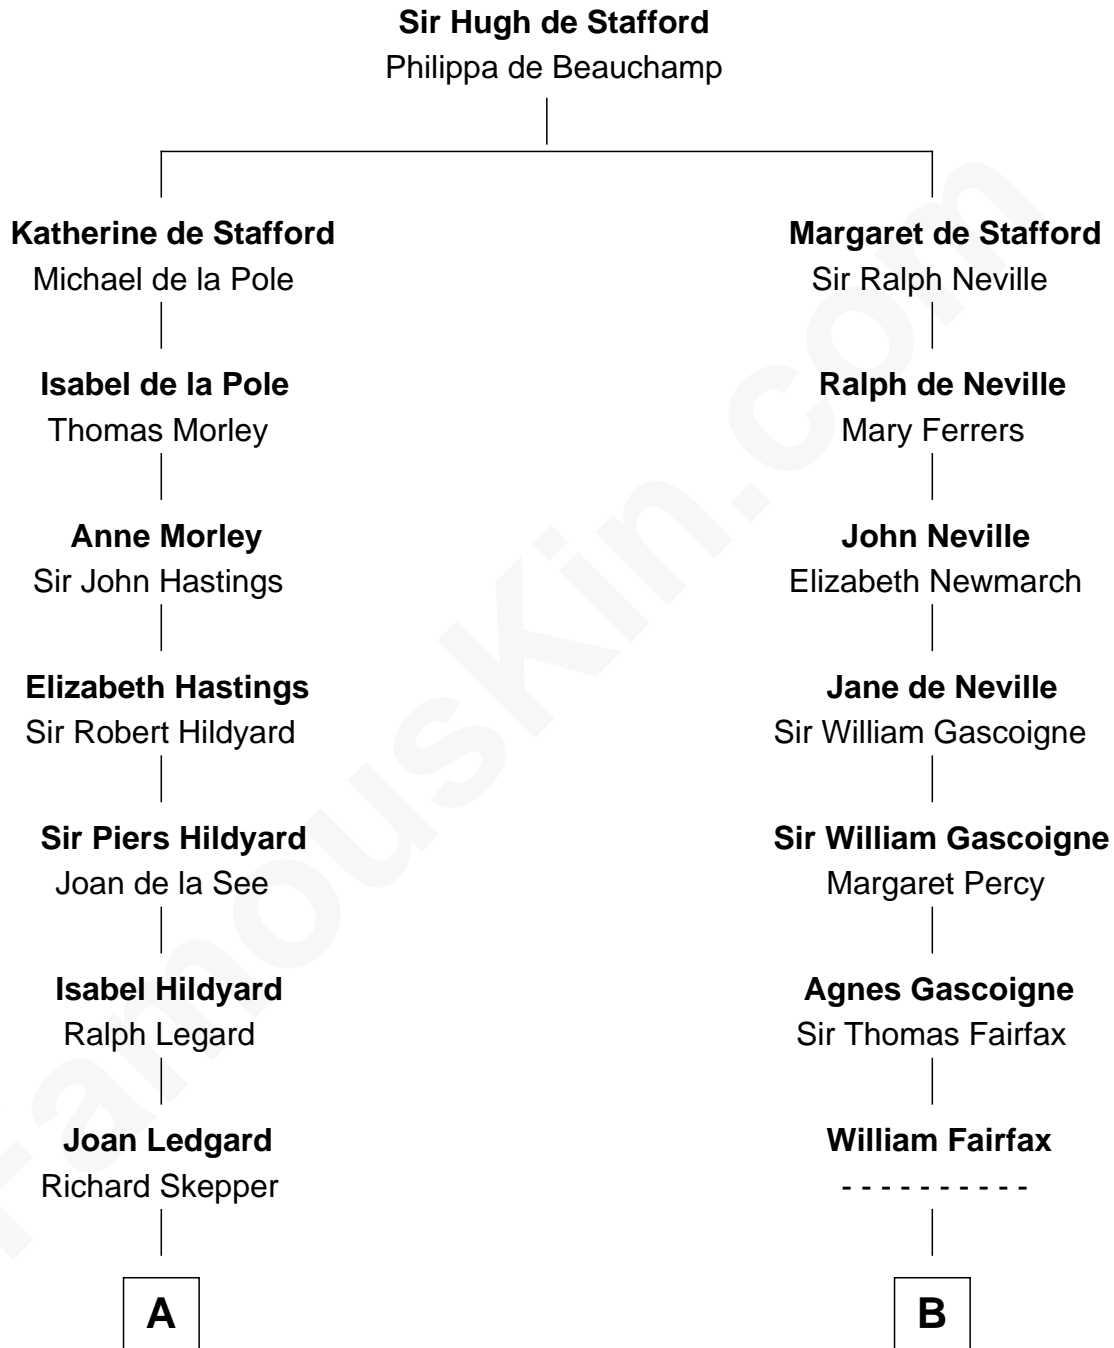 Sir Hugh de Stafford
Philippa de Beauchamp
Katherine de Stafford
Michael de la Pole
Margaret de Stafford
Sir Ralph Neville
Isabel de la Pole
Thomas Morley
Ralph de Neville
Mary Ferrers
Anne Morley
Sir John Hastings
John Neville
Elizabeth Newmarch
Elizabeth Hastings
Sir Robert Hildyard
Jane de Neville
Sir William Gascoigne
Sir Piers Hildyard
Joan de la See
Sir William Gascoigne
Margaret Percy
Isabel Hildyard
Ralph Legard
Agnes Gascoigne
Sir Thomas Fairfax
Joan Ledgard
Richard Skepper
William Fairfax
- - - - - - - - - -
A
B
FamousKin.com